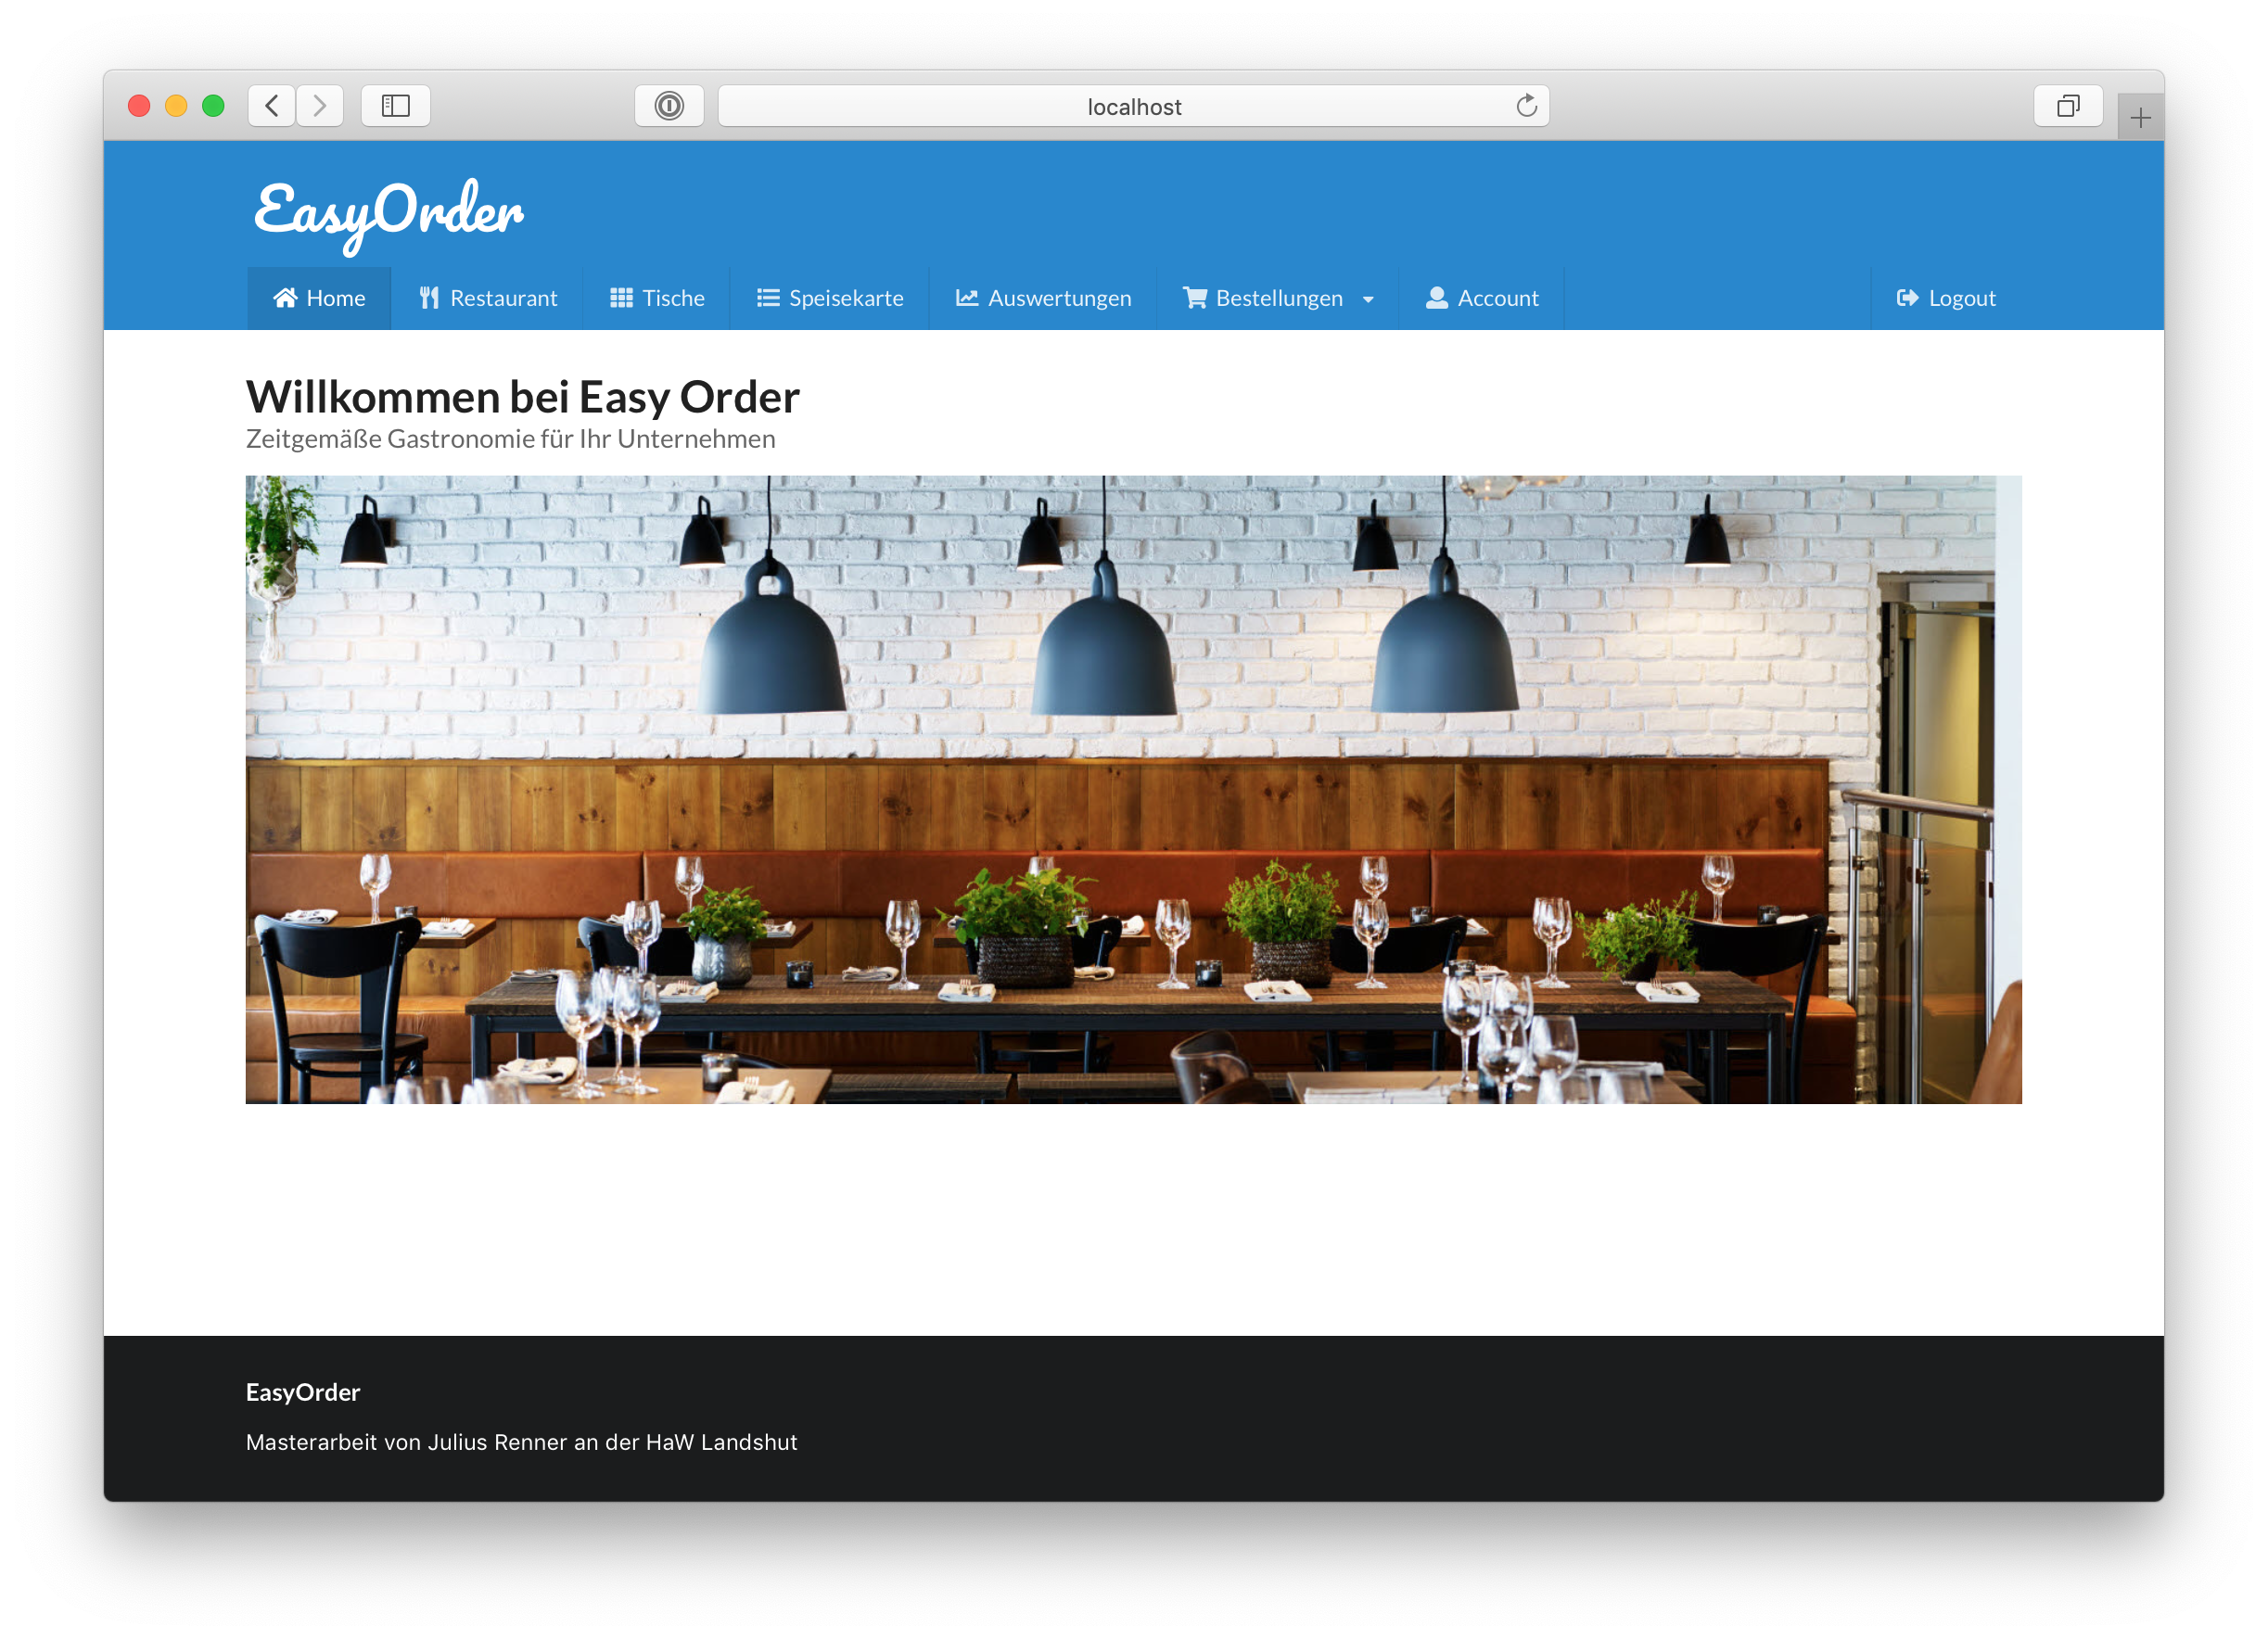 localhost
EasyOrder
Home Restaurant Tische Speisekarte Auswertungen Bestellungen Account Logout
Willkommen bei Easy Order
Zeitgemäße Gastronomie für Ihr Unternehmen
EasyOrder
Masterarbeit von Julius Renner an der HaW Landshut